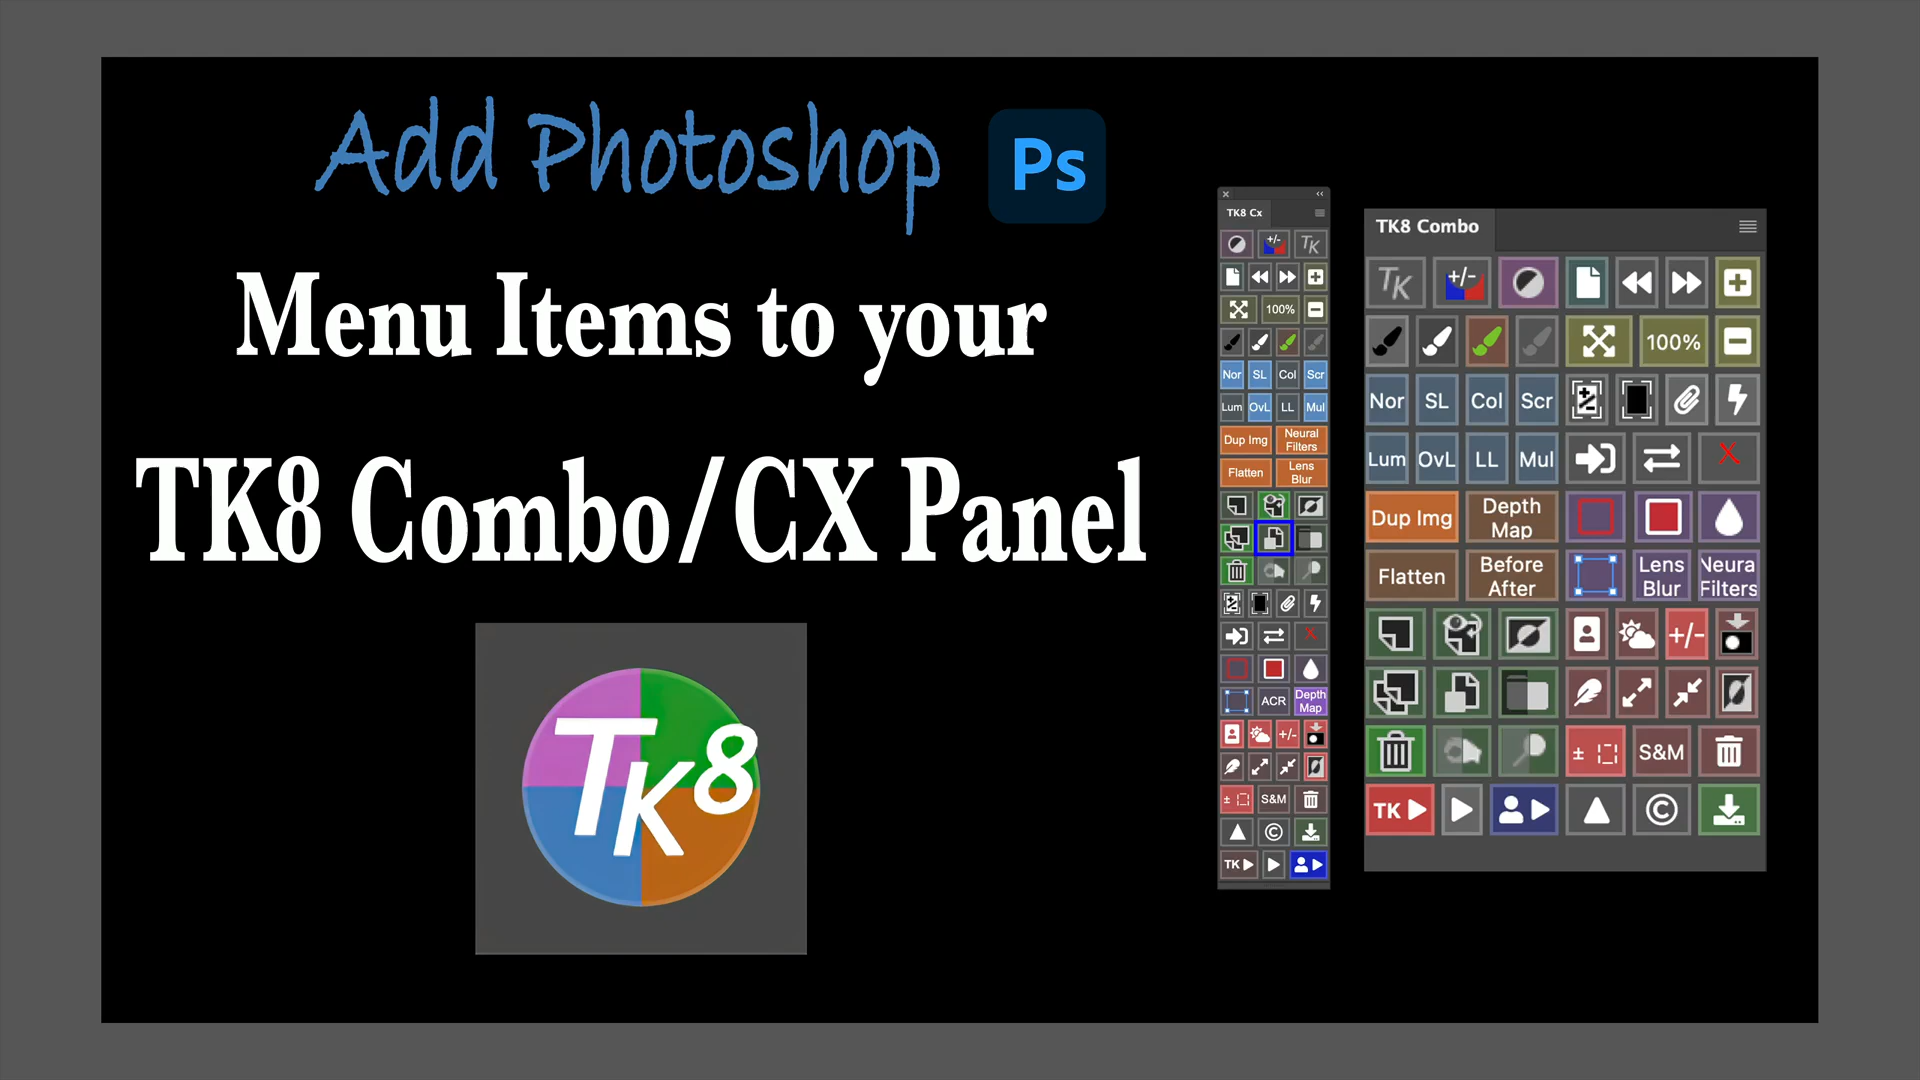 Add Photoshop Ps
Menu Items to your
TK8 Combo/CX Panel
TK8
TK8 Cx
+/- TK
100%
Nor SL Col Scr
Lum OvL LL Mul
Dup Img Neural Filters
Flatten Lens Blur
X
ACR Depth Map
+/-
± S&M
©
TK
TK8 Combo
TK +/-
100%
Nor SL Col Scr
Lum OvL LL Mul X
Dup Img Depth Map
Flatten Before After Lens Blur Neura Filters
+/-
± S&M
TK ©